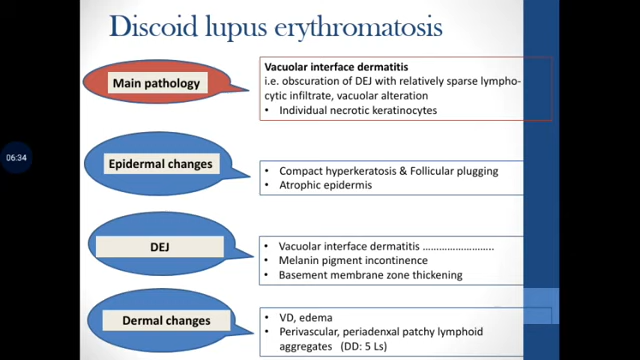 Discoid lupus erythromatosis
Main pathology
Vacuolar interface dermatitis
i.e. obscuration of DEJ with relatively sparse lympho-
cytic infiltrate, vacuolar alteration
• Individual necrotic keratinocytes
06:34
Epidermal changes
• Compact hyperkeratosis & Follicular plugging
• Atrophic epidermis
DEJ
• Vacuolar interface dermatitis ........................
• Melanin pigment incontinence
• Basement membrane zone thickening
Dermal changes
• VD, edema
• Perivascular, periadenxal patchy lymphoid
aggregates (DD: 5 Ls)